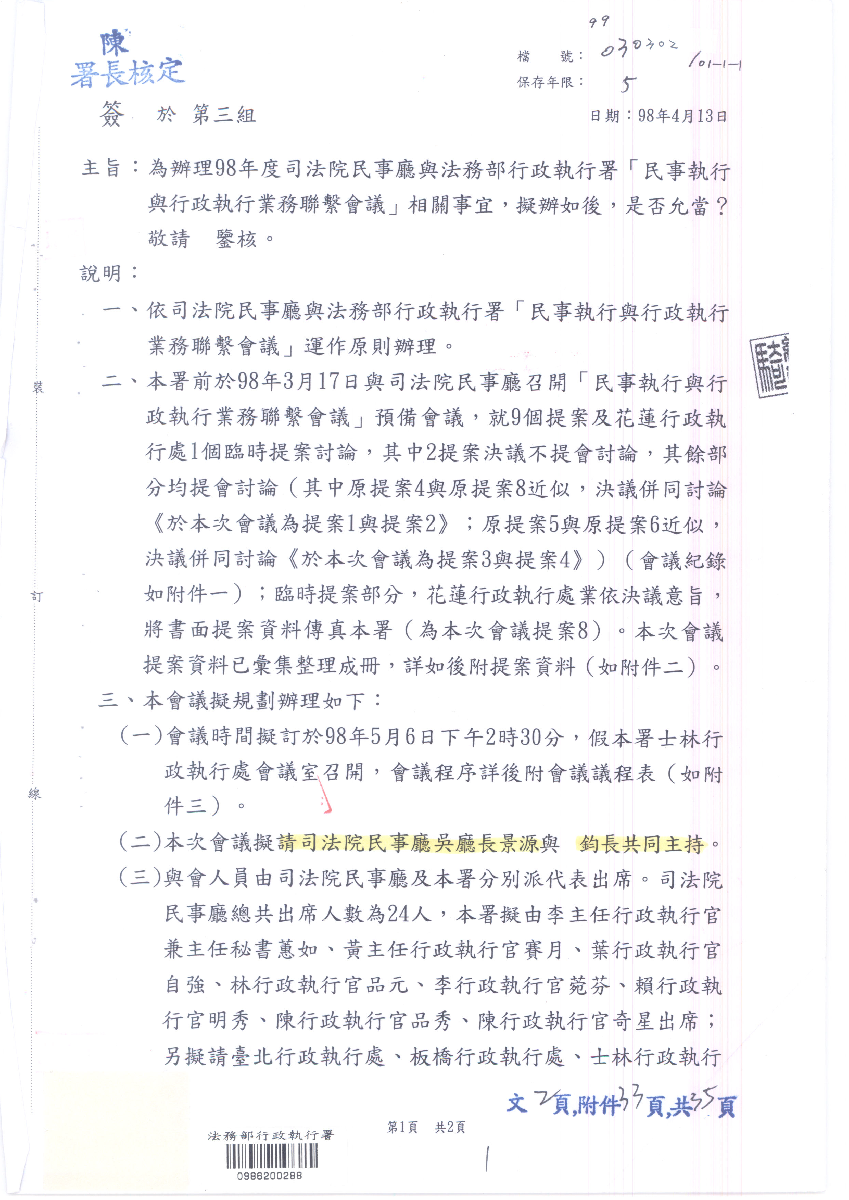 99
陳
署長核定
檔　號：030302
/01-1-1
保存年限：5
簽　於 第三組
日期：98年4月13日
主旨：為辦理98年度司法院民事廳與法務部行政執行署「民事執行
與行政執行業務聯繫會議」相關事宜，擬辦如後，是否允當？
敬請　鑒核。
說明：
一、依司法院民事廳與法務部行政執行署「民事執行與行政執行
業務聯繫會議」運作原則辦理。
二、本署前於98年3月17日與司法院民事廳召開「民事執行與行
政執行業務聯繫會議」預備會議，就9個提案及花蓮行政執
行處1個臨時提案討論，其中2提案決議不提會討論，其餘部
分均提會討論（其中原提案4與原提案8近似，決議併同討論
《於本次會議為提案1與提案2》；原提案5與原提案6近似，
決議併同討論《於本次會議為提案3與提案4》）（會議紀錄
如附件一）；臨時提案部分，花蓮行政執行處業依決議意旨，
將書面提案資料傳真本署（為本次會議提案8）。本次會議
提案資料已彙集整理成冊，詳如後附提案資料（如附件二）。
三、本會議擬規劃辦理如下：
(一)會議時間擬訂於98年5月6日下午2時30分，假本署士林行
政執行處會議室召開，會議程序詳後附會議議程表（如附
件三）。
(二)本次會議擬請司法院民事廳吳廳長景源與　鈞長共同主持。
(三)與會人員由司法院民事廳及本署分別派代表出席。司法院
民事廳總共出席人數為24人，本署擬由李主任行政執行官
兼主任秘書蕙如、黃主任行政執行官賽月、葉行政執行官
自強、林行政執行官品元、李行政執行官菀芬、賴行政執
行官明秀、陳行政執行官品秀、陳行政執行官奇星出席；
另擬請臺北行政執行處、板橋行政執行處、士林行政執行
裝
訂
線
文2頁,附件33頁,共35頁
第1頁　共2頁
法務部行政執行署
0986200288
1